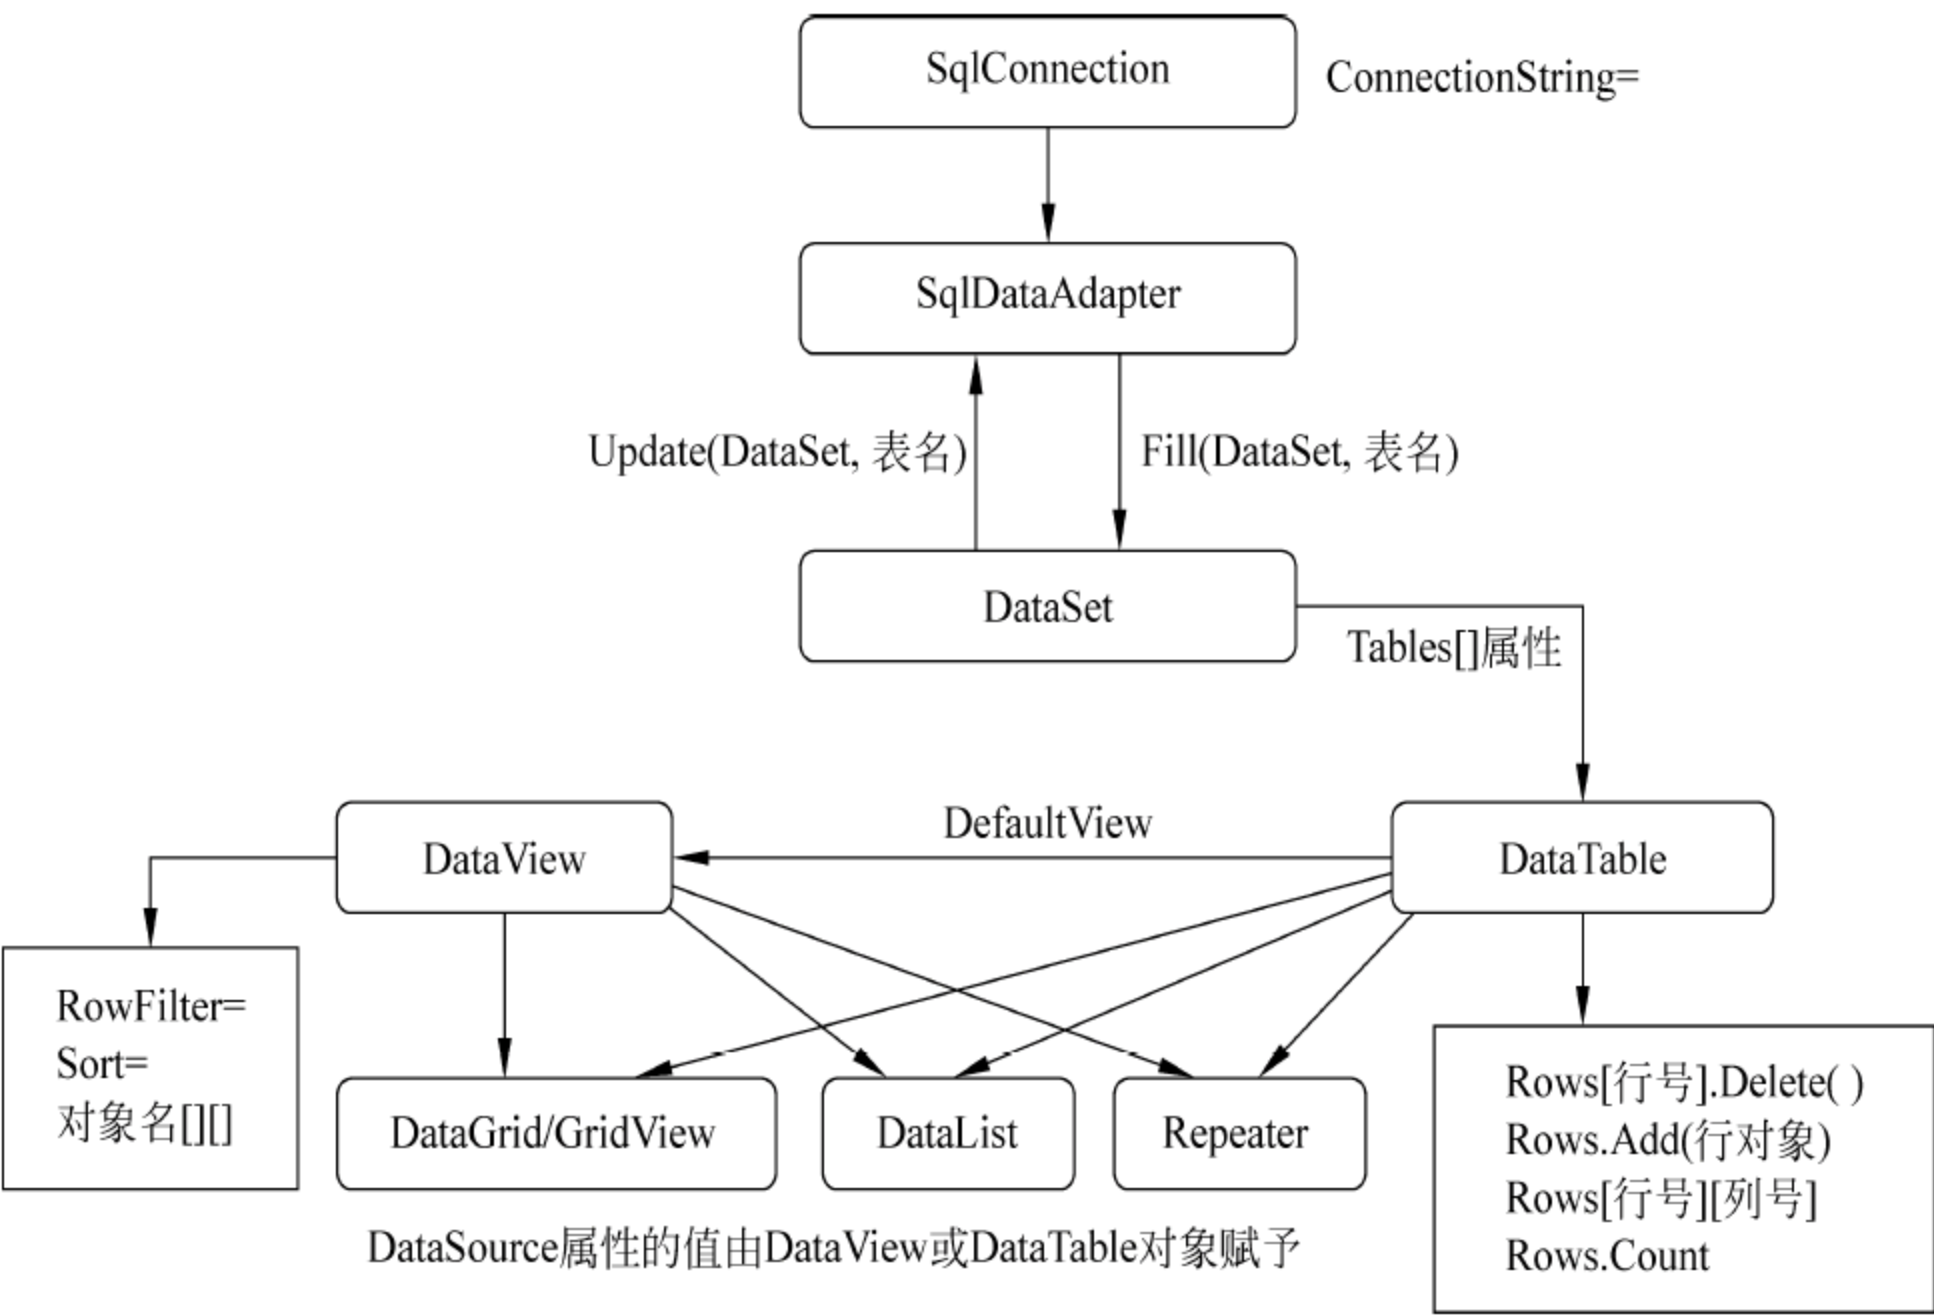 SqlConnection
ConnectionString=
SqlDataAdapter
Update(DataSet, 表名)
Fill(DataSet, 表名)
DataSet
Tables[]属性
DataView
DefaultView
DataTable
RowFilter=
Sort=
对象名[][]
DataGrid/GridView
DataList
Repeater
Rows[行号].Delete( )
Rows.Add(行对象)
Rows[行号][列号]
Rows.Count
DataSource属性的值由DataView或DataTable对象赋予